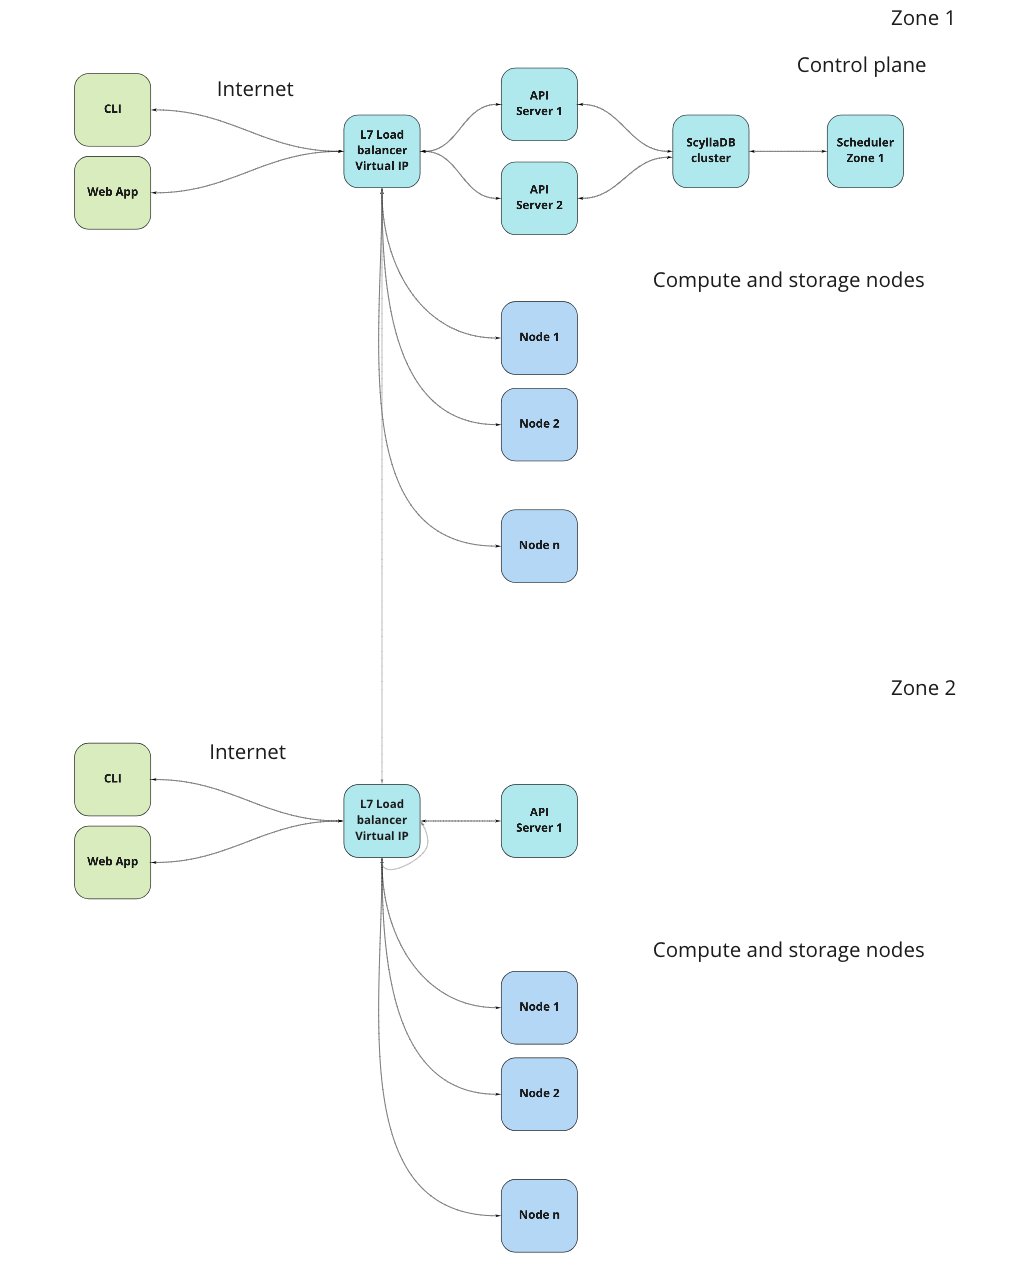 Zone 1
Control plane
Internet
CLI
Web App
L7 Load
balancer
Virtual IP
API
Server 1
API
Server 2
ScyllaDB
cluster
Scheduler
Zone 1
Compute and storage nodes
Node 1
Node 2
Node n
Zone 2
Internet
CLI
Web App
L7 Load
balancer
Virtual IP
API
Server 1
Compute and storage nodes
Node 1
Node 2
Node n